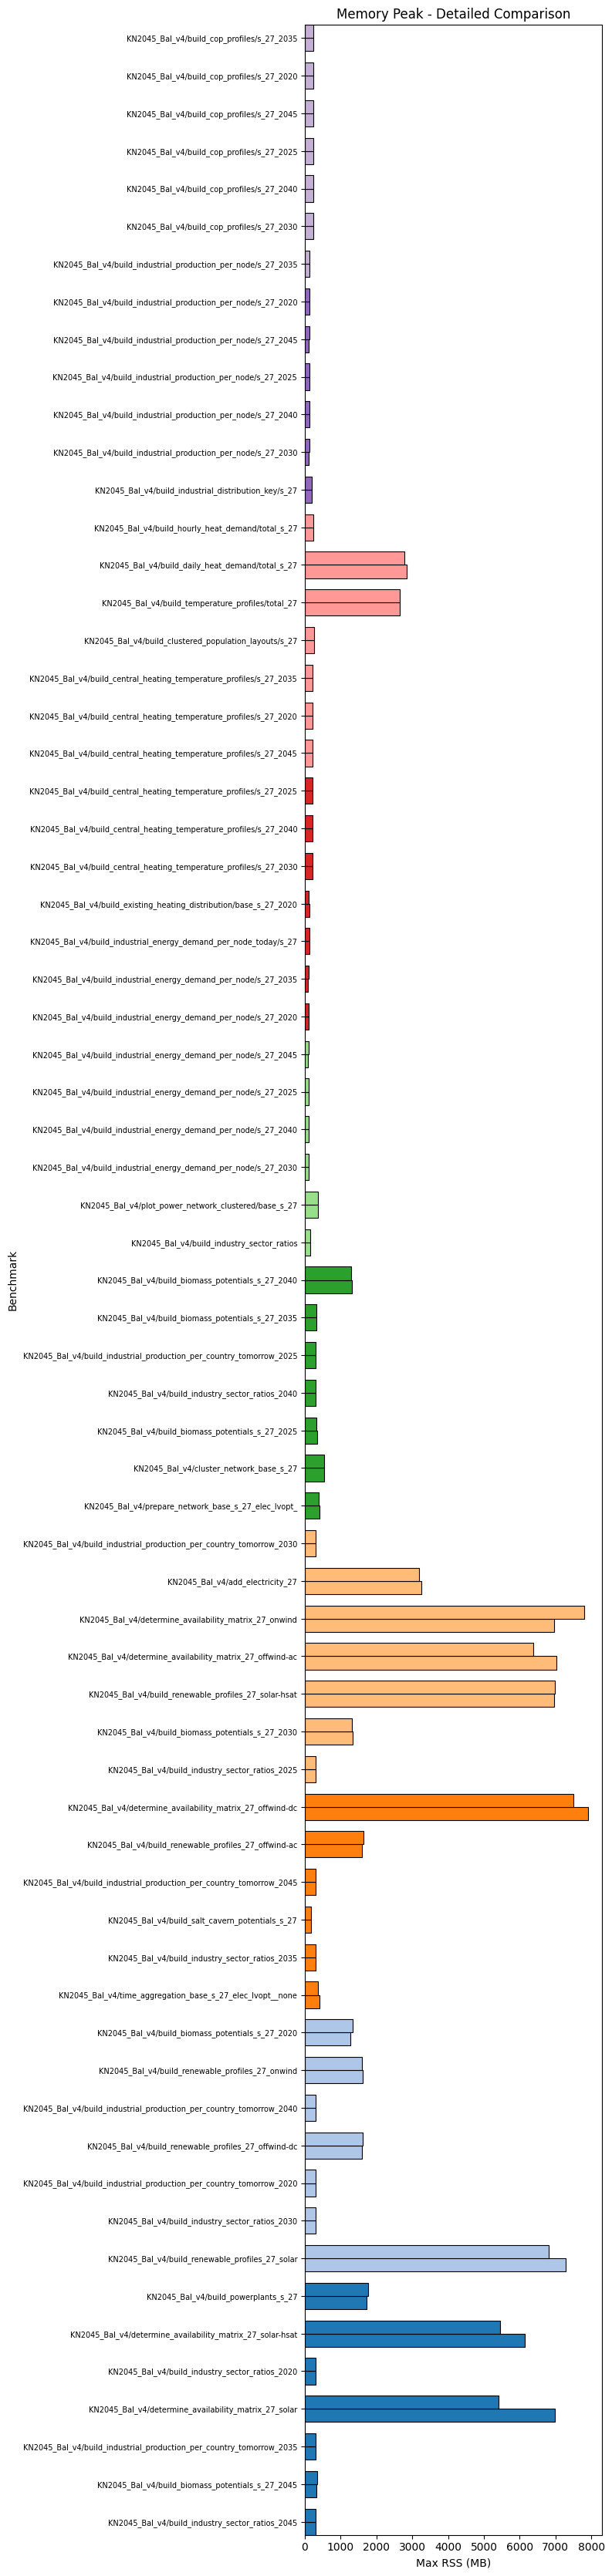 Memory Peak - Detailed Comparison
KN2045_Bal_v4/build_cop_profiles/s_27_2035
KN2045_Bal_v4/build_cop_profiles/s_27_2020
KN2045_Bal_v4/build_cop_profiles/s_27_2045
KN2045_Bal_v4/build_cop_profiles/s_27_2025
KN2045_Bal_v4/build_cop_profiles/s_27_2040
KN2045_Bal_v4/build_cop_profiles/s_27_2030
KN2045_Bal_v4/build_industrial_production_per_node/s_27_2035
KN2045_Bal_v4/build_industrial_production_per_node/s_27_2020
KN2045_Bal_v4/build_industrial_production_per_node/s_27_2045
KN2045_Bal_v4/build_industrial_production_per_node/s_27_2025
KN2045_Bal_v4/build_industrial_production_per_node/s_27_2040
KN2045_Bal_v4/build_industrial_production_per_node/s_27_2030
KN2045_Bal_v4/build_industrial_distribution_key/s_27
KN2045_Bal_v4/build_hourly_heat_demand/total_s_27
KN2045_Bal_v4/build_daily_heat_demand/total_s_27
KN2045_Bal_v4/build_temperature_profiles/total_27
KN2045_Bal_v4/build_clustered_population_layouts/s_27
KN2045_Bal_v4/build_central_heating_temperature_profiles/s_27_2035
KN2045_Bal_v4/build_central_heating_temperature_profiles/s_27_2020
KN2045_Bal_v4/build_central_heating_temperature_profiles/s_27_2045
KN2045_Bal_v4/build_central_heating_temperature_profiles/s_27_2025
KN2045_Bal_v4/build_central_heating_temperature_profiles/s_27_2040
KN2045_Bal_v4/build_central_heating_temperature_profiles/s_27_2030
KN2045_Bal_v4/build_existing_heating_distribution/base_s_27_2020
KN2045_Bal_v4/build_industrial_energy_demand_per_node_today/s_27
KN2045_Bal_v4/build_industrial_energy_demand_per_node/s_27_2035
KN2045_Bal_v4/build_industrial_energy_demand_per_node/s_27_2020
KN2045_Bal_v4/build_industrial_energy_demand_per_node/s_27_2045
KN2045_Bal_v4/build_industrial_energy_demand_per_node/s_27_2025
KN2045_Bal_v4/build_industrial_energy_demand_per_node/s_27_2040
KN2045_Bal_v4/build_industrial_energy_demand_per_node/s_27_2030
KN2045_Bal_v4/plot_power_network_clustered/base_s_27
KN2045_Bal_v4/build_industry_sector_ratios
KN2045_Bal_v4/build_biomass_potentials_s_27_2040
KN2045_Bal_v4/build_biomass_potentials_s_27_2035
KN2045_Bal_v4/build_industrial_production_per_country_tomorrow_2025
KN2045_Bal_v4/build_industry_sector_ratios_2040
KN2045_Bal_v4/build_biomass_potentials_s_27_2025
KN2045_Bal_v4/cluster_network_base_s_27
KN2045_Bal_v4/prepare_network_base_s_27_elec_lvopt_
KN2045_Bal_v4/build_industrial_production_per_country_tomorrow_2030
KN2045_Bal_v4/add_electricity_27
KN2045_Bal_v4/determine_availability_matrix_27_onwind
KN2045_Bal_v4/determine_availability_matrix_27_offwind-ac
KN2045_Bal_v4/build_renewable_profiles_27_solar-hsat
KN2045_Bal_v4/build_biomass_potentials_s_27_2030
KN2045_Bal_v4/build_industry_sector_ratios_2025
KN2045_Bal_v4/determine_availability_matrix_27_offwind-dc
KN2045_Bal_v4/build_renewable_profiles_27_offwind-ac
KN2045_Bal_v4/build_industrial_production_per_country_tomorrow_2045
KN2045_Bal_v4/build_salt_cavern_potentials_s_27
KN2045_Bal_v4/build_industry_sector_ratios_2035
KN2045_Bal_v4/time_aggregation_base_s_27_elec_lvopt__none
KN2045_Bal_v4/build_biomass_potentials_s_27_2020
KN2045_Bal_v4/build_renewable_profiles_27_onwind
KN2045_Bal_v4/build_industrial_production_per_country_tomorrow_2040
KN2045_Bal_v4/build_renewable_profiles_27_offwind-dc
KN2045_Bal_v4/build_industrial_production_per_country_tomorrow_2020
KN2045_Bal_v4/build_industry_sector_ratios_2030
KN2045_Bal_v4/build_renewable_profiles_27_solar
KN2045_Bal_v4/build_powerplants_s_27
KN2045_Bal_v4/determine_availability_matrix_27_solar-hsat
KN2045_Bal_v4/build_industry_sector_ratios_2020
KN2045_Bal_v4/determine_availability_matrix_27_solar
KN2045_Bal_v4/build_industrial_production_per_country_tomorrow_2035
KN2045_Bal_v4/build_biomass_potentials_s_27_2045
KN2045_Bal_v4/build_industry_sector_ratios_2045
Benchmark
0 1000 2000 3000 4000 5000 6000 7000 8000
Max RSS (MB)